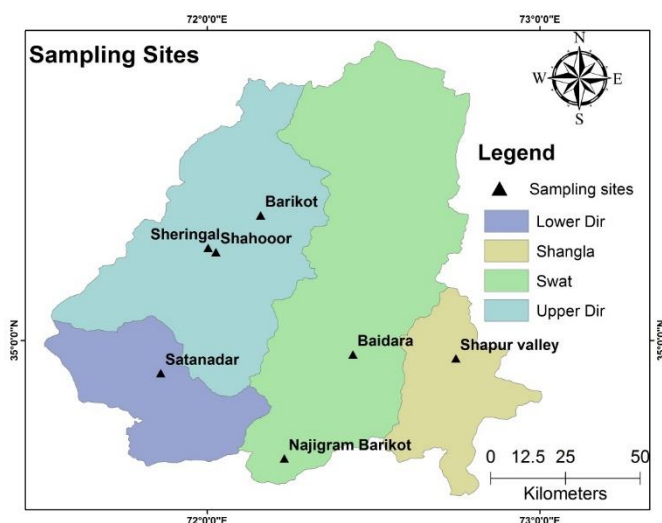 72°0'0"E
73°0'0"E
Sampling Sites
N
W
E
S
Legend
Sampling sites
Lower Dir
Shangla
Swat
Upper Dir
Barikot
Sheringal
Shahooor
35°0'0"N
35°0'0"N
Baidara
Shapur valley
Satanadar
Najigram Barikot
0 12.5 25 50
Kilometers
72°0'0"E
73°0'0"E